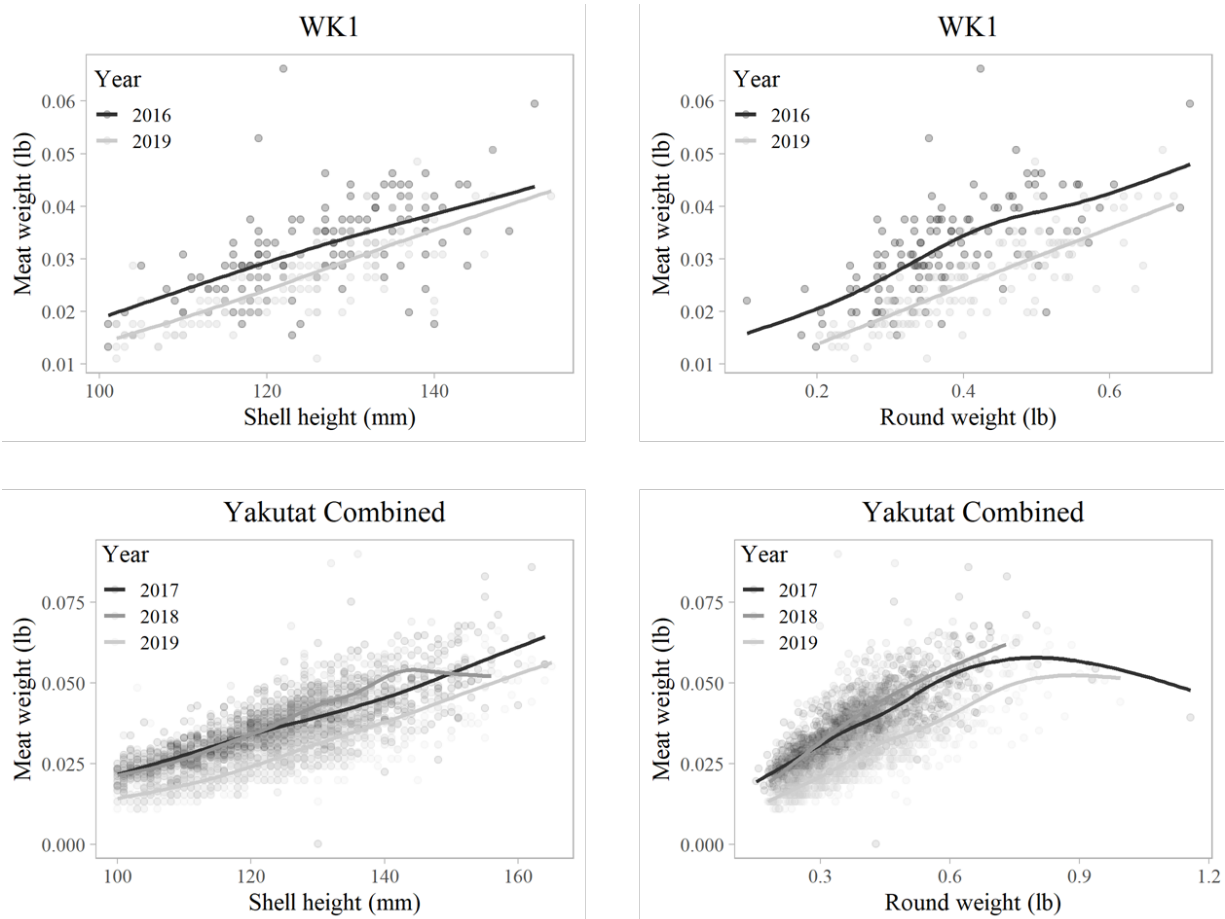 WK1
Meat weight (lb)
0.06
0.05
0.04
0.03
0.02
0.01
Year
2016
2019
100
120
140
Shell height (mm)
WK1
Meat weight (lb)
0.06
0.05
0.04
0.03
0.02
0.01
Year
2016
2019
0.2
0.4
0.6
Round weight (lb)
Yakutat Combined
Meat weight (lb)
0.075
0.050
0.025
0.000
Year
2017
2018
2019
100
120
140
160
Shell height (mm)
Yakutat Combined
Meat weight (lb)
0.075
0.050
0.025
0.000
Year
2017
2018
2019
0.3
0.6
0.9
1.2
Round weight (lb)